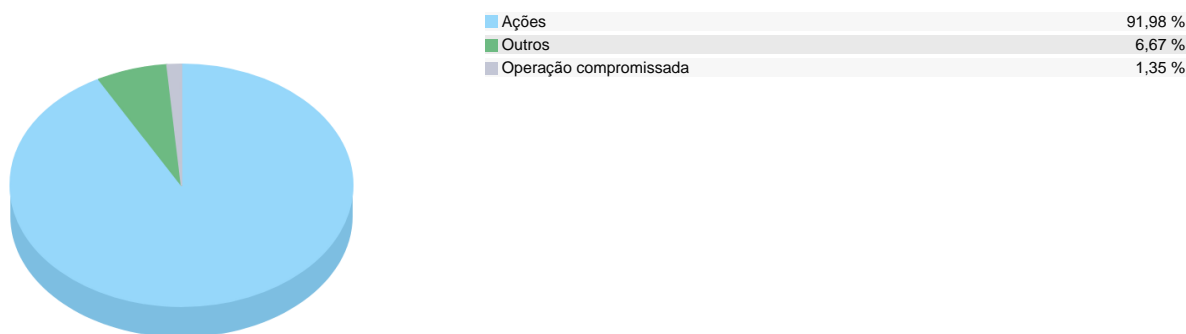 Ações 91,98 %
Outros 6,67 %
Operação compromissada 1,35 %